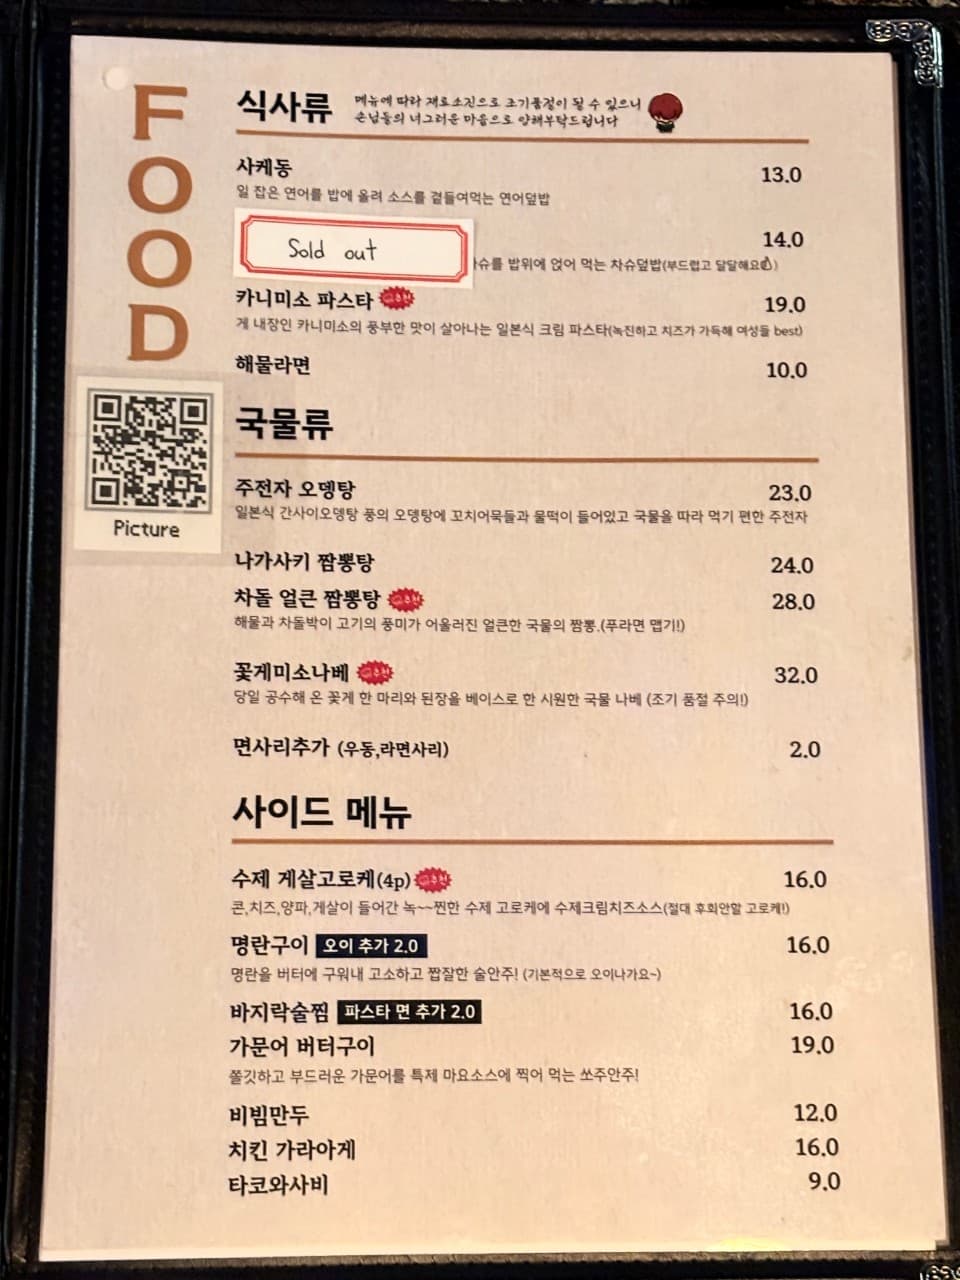 FOOD
식사류
메뉴에 따라 재료소진으로 조기품절이 될 수 있으니
손님들의 너그러운 마음으로 양해부탁드립니다
사케동 13.0
일 잡은 연어를 밥에 올려 소스를 곁들여먹는 연어덮밥
Sold out 14.0
슈를 밥위에 얹어 먹는 차슈덮밥(부드럽고 달달해요)
카니미소 파스타 추천 19.0
게 내장인 카니미소의 풍부한 맛이 살아나는 일본식 크림 파스타(녹진하고 치즈가 가득해 여성들 best)
해물라면 10.0
Picture
국물류
주전자 오뎅탕 23.0
일본식 간사이오뎅탕 풍의 오뎅탕에 꼬치어묵들과 물떡이 들어있고 국물을 따라 먹기 편한 주전자
나가사키 짬뽕탕 24.0
차돌 얼큰 짬뽕탕 추천 28.0
해물과 차돌박이 고기의 풍미가 어울러진 얼큰한 국물의 짬뽕.(푸라면 맵기!)
꽃게미소나베 추천 32.0
당일 공수해 온 꽃게 한 마리와 된장을 베이스로 한 시원한 국물 나베 (조기 품절 주의!)
면사리추가 (우동,라면사리) 2.0
사이드 메뉴
수제 게살고로케(4p) 추천 16.0
콘,치즈,양파,게살이 들어간 녹~~찐한 수제 고로케에 수제크림치즈소스(절대 후회안할 고로케!)
명란구이 오이 추가 2.0 16.0
명란을 버터에 구워내 고소하고 짭잘한 술안주! (기본적으로 오이나가요~)
바지락술찜 파스타 면 추가 2.0 16.0
가문어 버터구이 19.0
쫄깃하고 부드러운 가문어를 특제 마요소스에 찍어 먹는 쏘주안주!
비빔만두 12.0
치킨 가라아게 16.0
타코와사비 9.0